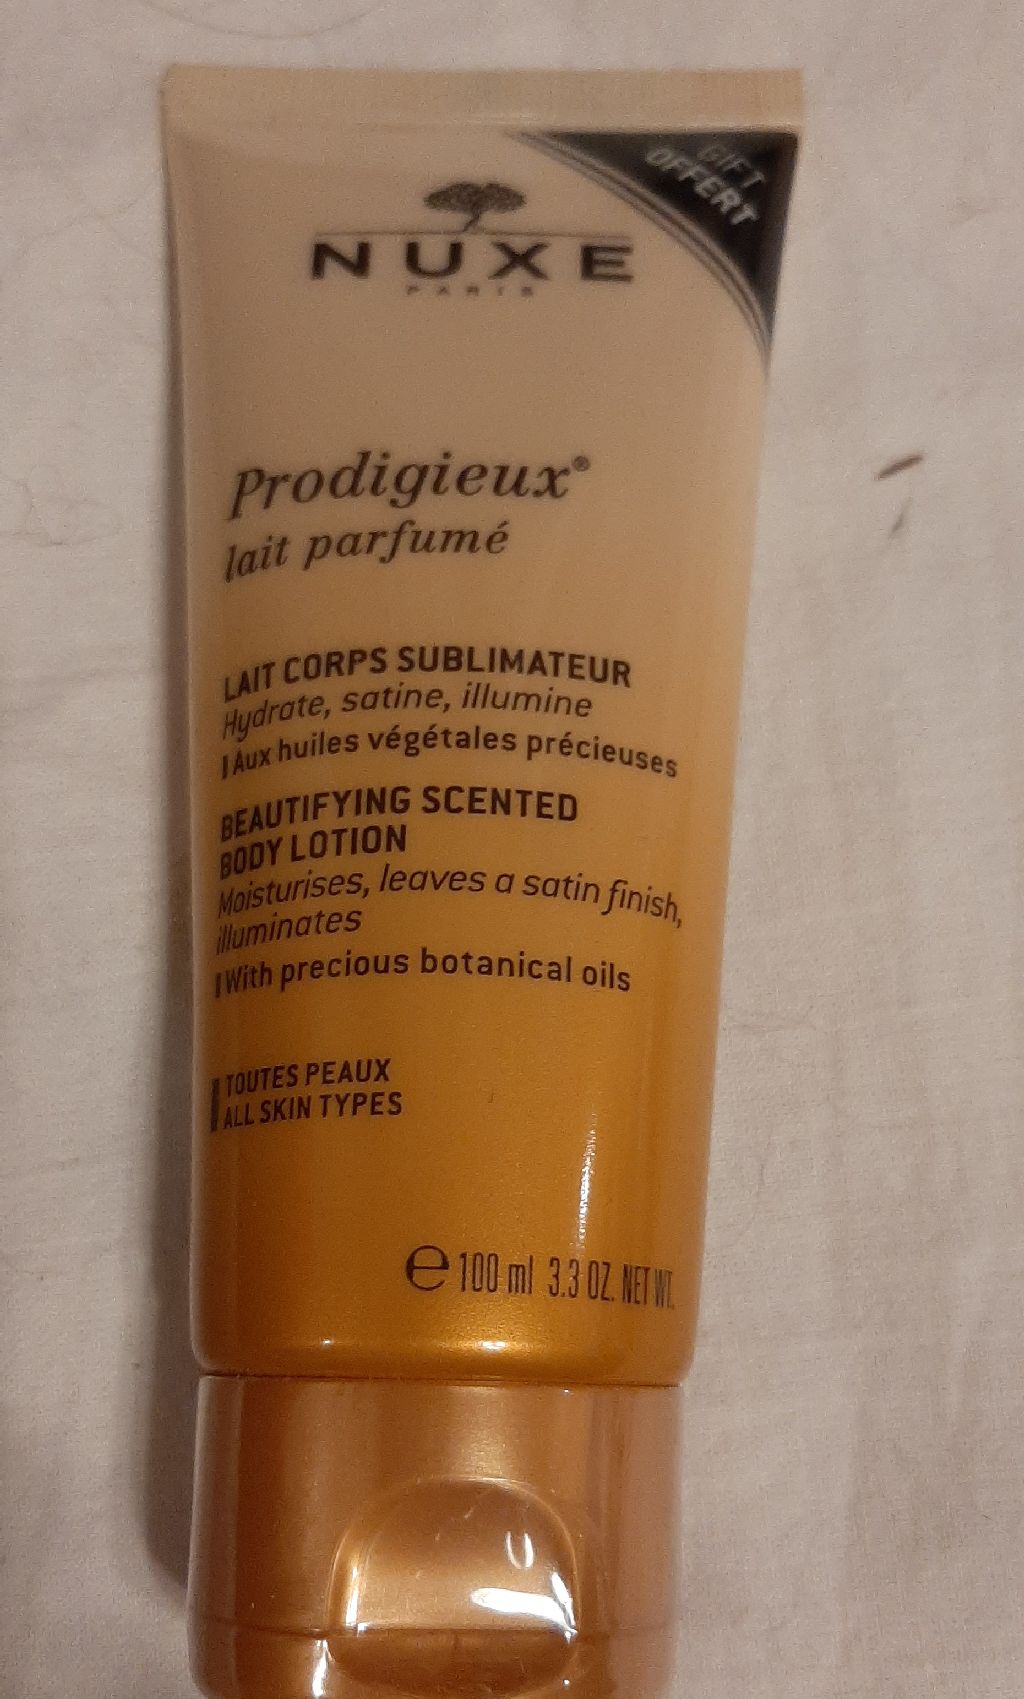 GIFT
OFFERT
NUXE
PARIS
Prodigieux®
lait parfumé
LAIT CORPS SUBLIMATEUR
Hydrate, satine, illumine
Aux huiles végétales précieuses
BEAUTIFYING SCENTED
BODY LOTION
Moisturises, leaves a satin finish,
illuminates
With precious botanical oils
TOUTES PEAUX
ALL SKIN TYPES
℮ 100 ml 3.3 OZ. NET WT.